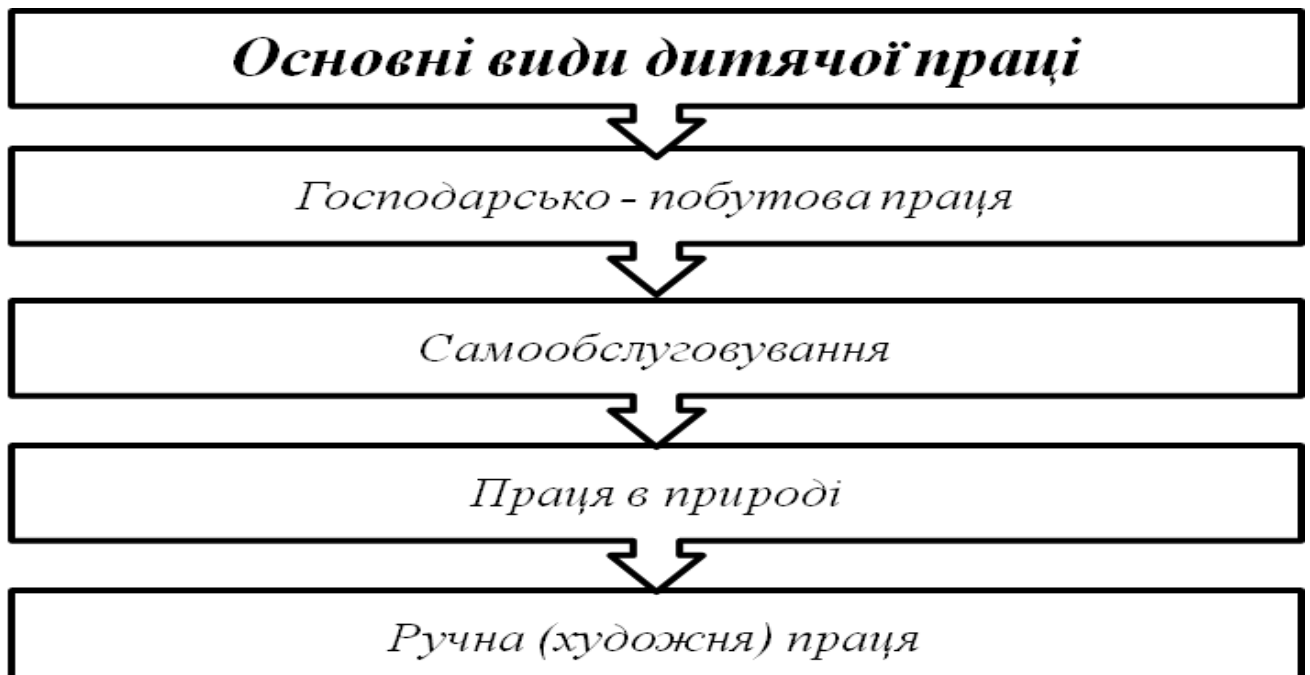 Основні види дитячої праці
Господарсько - побутова праця
Самообслуговування
Праця в природі
Ручна (художня) праця